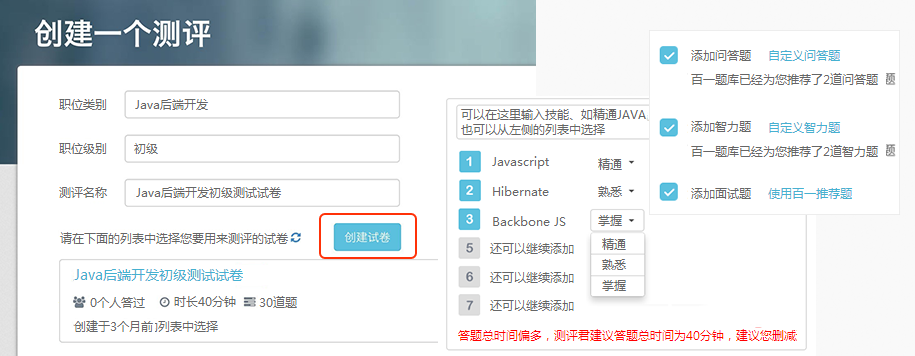 创建一个测评
职位类别
Java后端开发
职位级别
初级
测评名称
Java后端开发初级测试试卷
请在下面的列表中选择您要用来测评的试卷
创建试卷
Java后端开发初级测试试卷
0个人答过
时长40分钟
30道题
创建于3个月前]列表中选择
可以在这里输入技能、如精通JAVA,
也可以从左侧的列表中选择
1 Javascript 精通
2 Hibernate 熟悉
3 Backbone JS 掌握
精通
熟悉
掌握
5 还可以继续添加
6 还可以继续添加
7 还可以继续添加
答题总时间偏多，测评君建议答题总时间为40分钟，建议您删减
添加问答题 自定义问答题
百一题库已经为您推荐了2道问答题
添加智力题 自定义智力题
百一题库已经为您推荐了2道智力题
添加面试题 使用百一推荐题